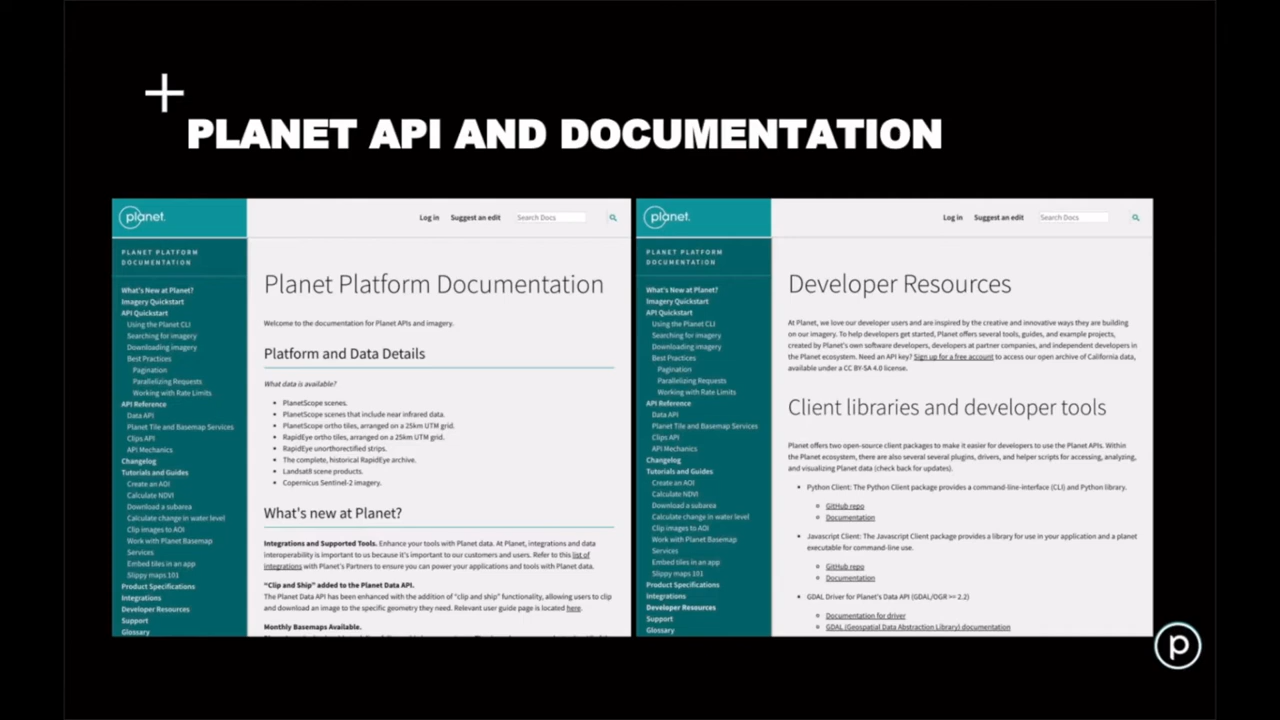 PLANET API AND DOCUMENTATION
planet.
Log in
Suggest an edit
Search Docs
PLANET PLATFORM
DOCUMENTATION
What's New at Planet?
Imagery Quickstart
API Quickstart
Using the Planet CLI
Searching for imagery
Downloading imagery
Best Practices
Pagination
Parallelizing Requests
Working with Rate Limits
API Reference
Data API
Planet Tile and Basemap Services
Clips API
API Mechanics
Changelog
Tutorials and Guides
Create an AOI
Calculate NDVI
Download a subarea
Calculate change in water level
Clip images to AOI
Work with Planet Basemap
Services
Embed tiles in an app
Slippy maps 101
Product Specifications
Integrations
Developer Resources
Support
Glossary
Planet Platform Documentation
Welcome to the documentation for Planet APIs and imagery.
Platform and Data Details
What data is available?
PlanetScope scenes.
PlanetScope scenes that include near infrared data.
PlanetScope ortho tiles, arranged on a 25km UTM grid.
RapidEye ortho tiles, arranged on a 25km UTM grid.
RapidEye unorthorectified strips.
The complete, historical RapidEye archive.
Landsat8 scene products.
Copernicus Sentinel-2 imagery.
What's new at Planet?
Integrations and Supported Tools. Enhance your tools with Planet data. At Planet, integrations and data
interoperability is important to us because it's important to our customers and users. Refer to this list of
integrations with Planet's Partners to ensure you can power your applications and tools with Planet data.
"Clip and Ship" added to the Planet Data API.
The Planet Data API has been enhanced with the addition of "clip and ship" functionality, allowing users to clip
and download an image to the specific geometry they need. Relevant user guide page is located here.
Monthly Basemaps Available.
planet.
Log in
Suggest an edit
Search Docs
PLANET PLATFORM
DOCUMENTATION
What's New at Planet?
Imagery Quickstart
API Quickstart
Using the Planet CLI
Searching for imagery
Downloading imagery
Best Practices
Pagination
Parallelizing Requests
Working with Rate Limits
API Reference
Data API
Planet Tile and Basemap Services
Clips API
API Mechanics
Changelog
Tutorials and Guides
Create an AOI
Calculate NDVI
Download a subarea
Calculate change in water level
Clip images to AOI
Work with Planet Basemap
Services
Embed tiles in an app
Slippy maps 101
Product Specifications
Integrations
Developer Resources
Support
Glossary
Developer Resources
At Planet, we love our developer users and are inspired by the creative and innovative ways they are building
on our imagery. To help developers get started, Planet offers several tools, guides, and example projects,
created by Planet's own software developers, developers at partner companies, and independent developers in
the Planet ecosystem. Need an API key? Sign up for a free account to access our open archive of California data,
available under a CC BY-SA 4.0 license.
Client libraries and developer tools
Planet offers two open-source client packages to make it easier for developers to use the Planet APIs. Within
the Planet ecosystem, there are also several several plugins, drivers, and helper scripts for accessing, analyzing,
and visualizing Planet data (check back for updates).
Python Client: The Python Client package provides a command-line-interface (CLI) and Python library.
GitHub repo
Documentation
Javascript Client: The Javascript Client package provides a library for use in your application and a planet
executable for command-line use.
GitHub repo
Documentation
GDAL Driver for Planet's Data API (GDAL/OGR >= 2.2)
Documentation for driver
GDAL (Geospatial Data Abstraction Library) documentation
p